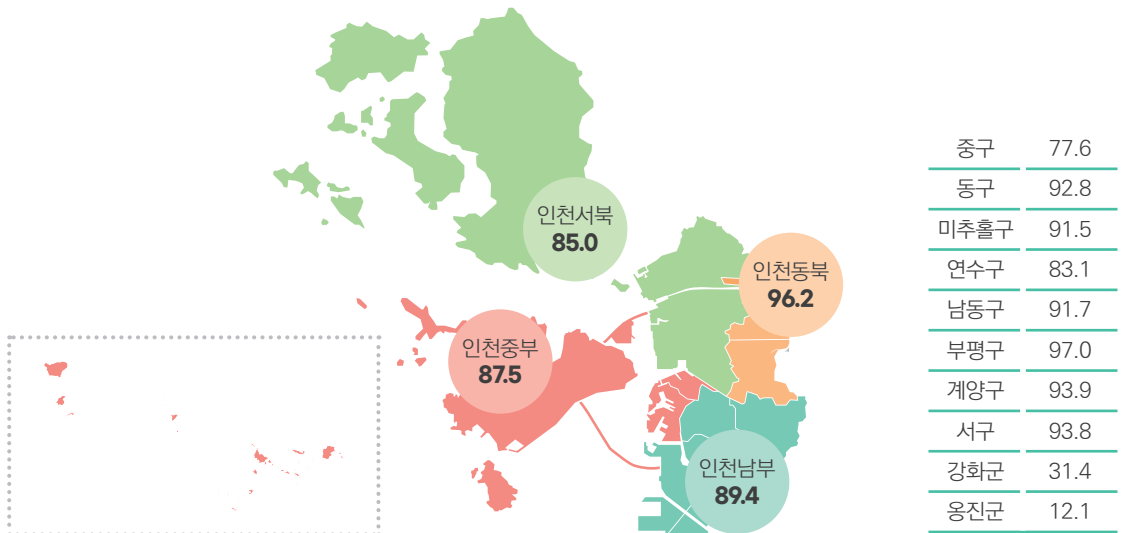 인천서북
85.0
인천동북
96.2
인천중부
87.5
인천남부
89.4
중구 77.6
동구 92.8
미추홀구 91.5
연수구 83.1
남동구 91.7
부평구 97.0
계양구 93.9
서구 93.8
강화군 31.4
옹진군 12.1